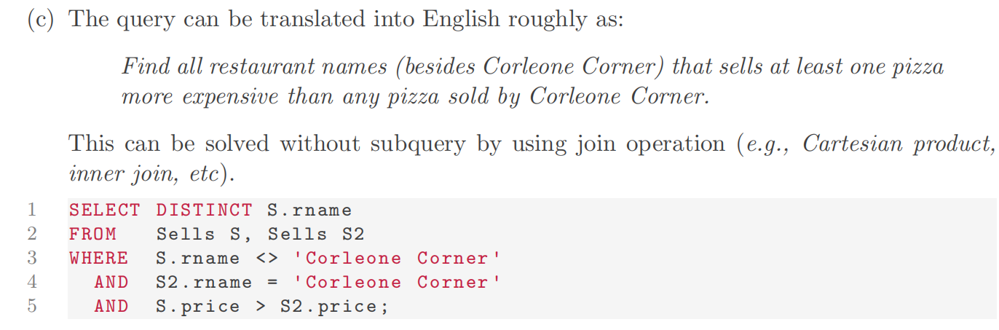 (c) The query can be translated into English roughly as:
Find all restaurant names (besides Corleone Corner) that sells at least one pizza
more expensive than any pizza sold by Corleone Corner.
This can be solved without subquery by using join operation (e.g., Cartesian product,
inner join, etc).
1 SELECT DISTINCT S.rname
2 FROM Sells S, Sells S2
3 WHERE S.rname <> 'Corleone Corner'
4 AND S2.rname = 'Corleone Corner'
5 AND S.price > S2.price;